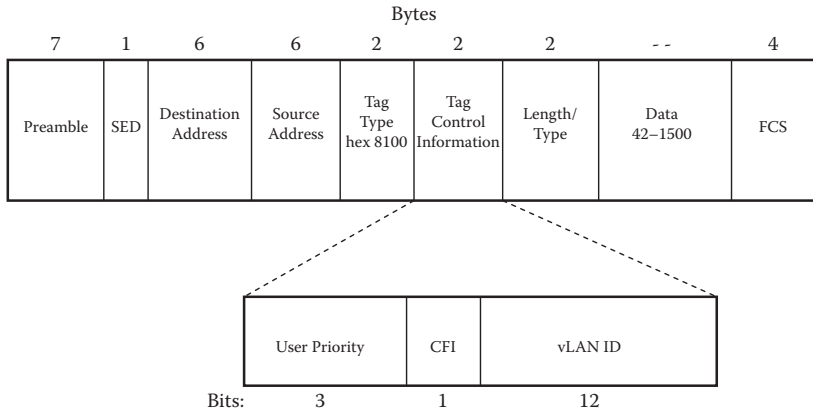 Bytes
7 1 6 6 2 2 2 - - 4
Preamble
SED
Destination
Address
Source
Address
Tag
Type
hex 8100
Tag
Control
Information
Length/
Type
Data
42–1500
FCS
User Priority
CFI
vLAN ID
Bits: 3 1 12